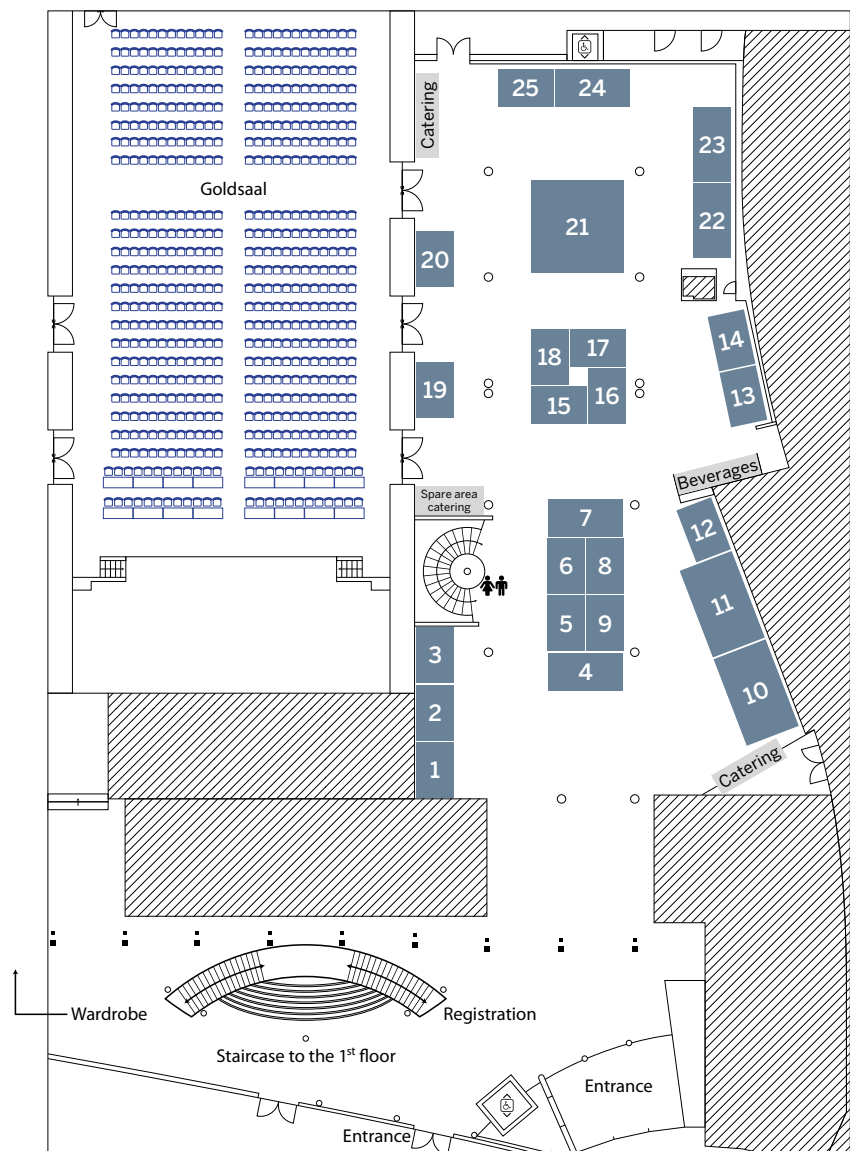 25
24
Catering
23
Goldsaal
22
21
20
14
17
18
13
19
16
15
Beverages
Spare area
catering
7
12
6
8
11
5
9
3
4
10
2
1
Catering
Wardrobe
Registration
Staircase to the 1st floor
Entrance
Entrance